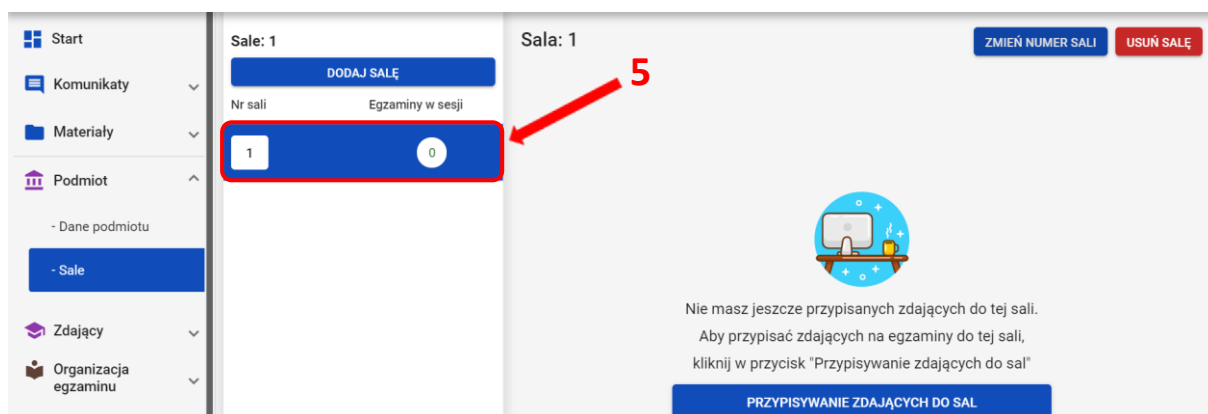 Start
Komunikaty
Materiały
Podmiot
- Dane podmiotu
- Sale
Zdający
Organizacja
egzaminu
Sale: 1
DODAJ SALĘ
Nr sali Egzaminy w sesji
1 0
5
Sala: 1
ZMIEŃ NUMER SALI USUŃ SALĘ
Nie masz jeszcze przypisanych zdających do tej sali.
Aby przypisać zdających na egzaminy do tej sali,
kliknij w przycisk "Przypisywanie zdających do sal"
PRZYPISYWANIE ZDAJĄCYCH DO SAL